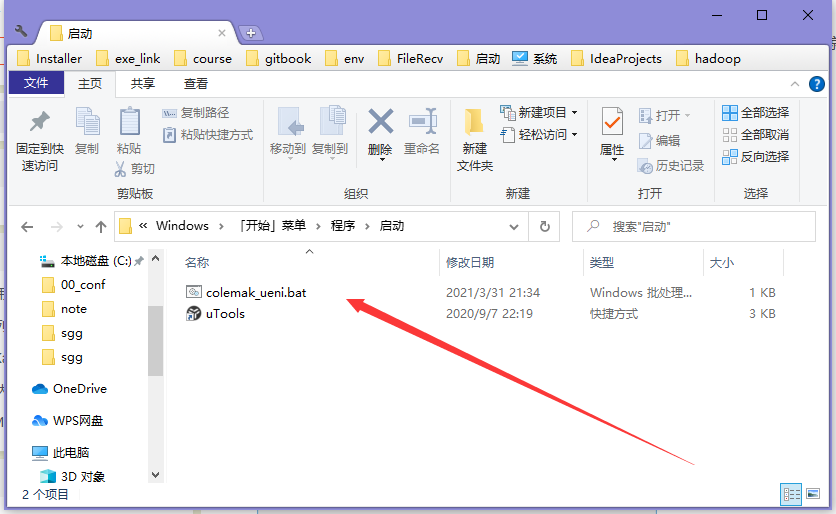 启动
Installer exe_link course gitbook env FileRecv 启动 系统 IdeaProjects hadoop
文件 主页 共享 查看
固定到快速访问
复制
粘贴
复制路径
粘贴快捷方式
剪切
剪贴板
移动到
复制到
删除
重命名
组织
新建文件夹
新建项目
轻松访问
新建
属性
打开
编辑
历史记录
打开
全部选择
全部取消
反向选择
选择
« Windows › 「开始」菜单 › 程序 › 启动
搜索"启动"
本地磁盘 (C:)
00_conf
note
sgg
sgg
OneDrive
WPS网盘
此电脑
3D 对象
名称 修改日期 类型 大小
colemak_ueni.bat 2021/3/31 21:34 Windows 批处理... 1 KB
uTools 2020/9/7 22:19 快捷方式 3 KB
2 个项目